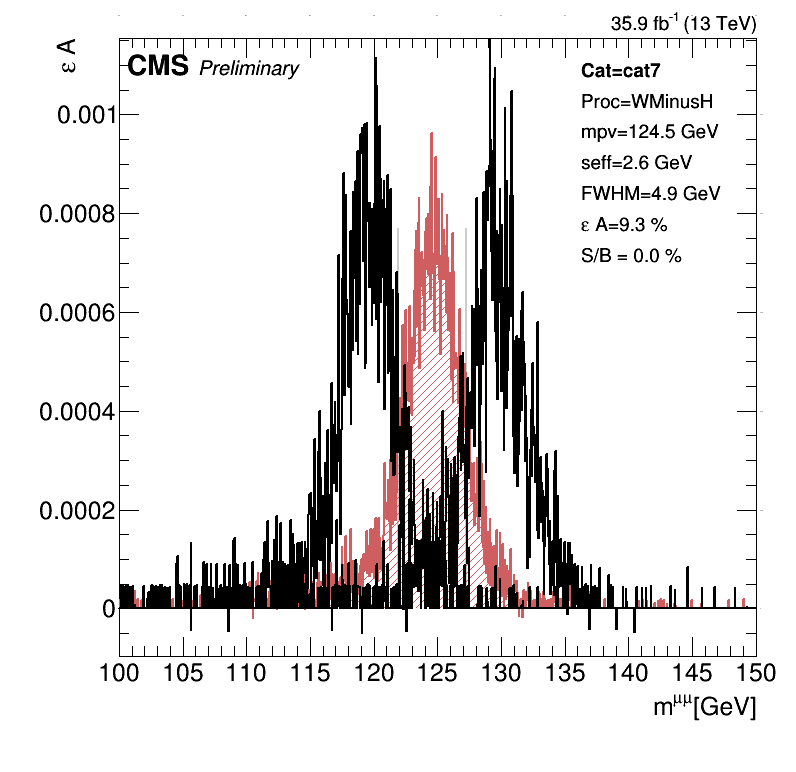 35.9 fb⁻¹ (13 TeV)
ε A
CMS Preliminary
Cat=cat7
Proc=WMinusH
mpv=124.5 GeV
seff=2.6 GeV
FWHM=4.9 GeV
ε A=9.3 %
S/B = 0.0 %
0.001
0.0008
0.0006
0.0004
0.0002
0
100 105 110 115 120 125 130 135 140 145 150
m^μμ[GeV]